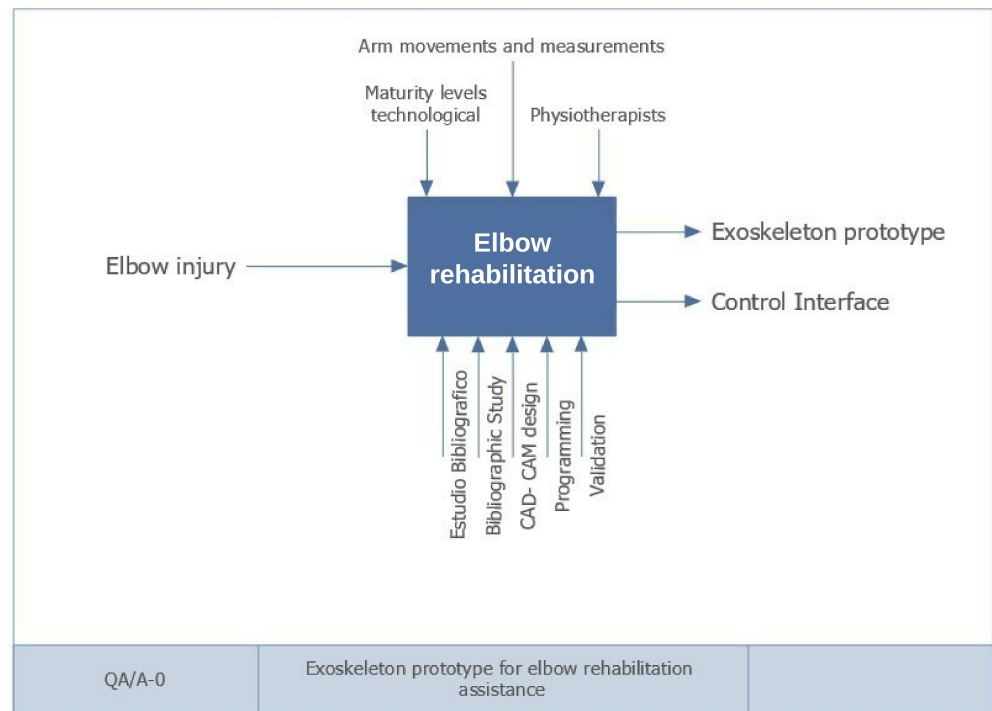 Arm movements and measurements
Maturity levels
technological
Physiotherapists
Elbow
rehabilitation
Elbow injury
Exoskeleton prototype
Control Interface
Estudio Bibliografico
Bibliographic Study
CAD- CAM design
Programming
Validation
QA/A-0
Exoskeleton prototype for elbow rehabilitation
assistance